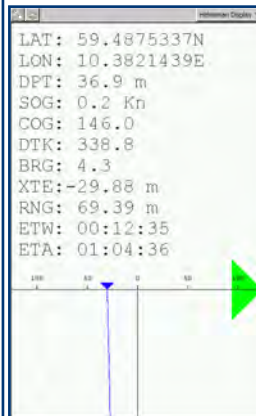 Helmsman Display
LAT: 59.4875337N
LON: 10.3821439E
DPT: 36.9 m
SOG: 0.2 Kn
COG: 146.0
DTK: 338.8
BRG: 4.3
XTE:-29.88 m
RNG: 69.39 m
ETW: 00:12:35
ETA: 01:04:36
100 50 0 50 100